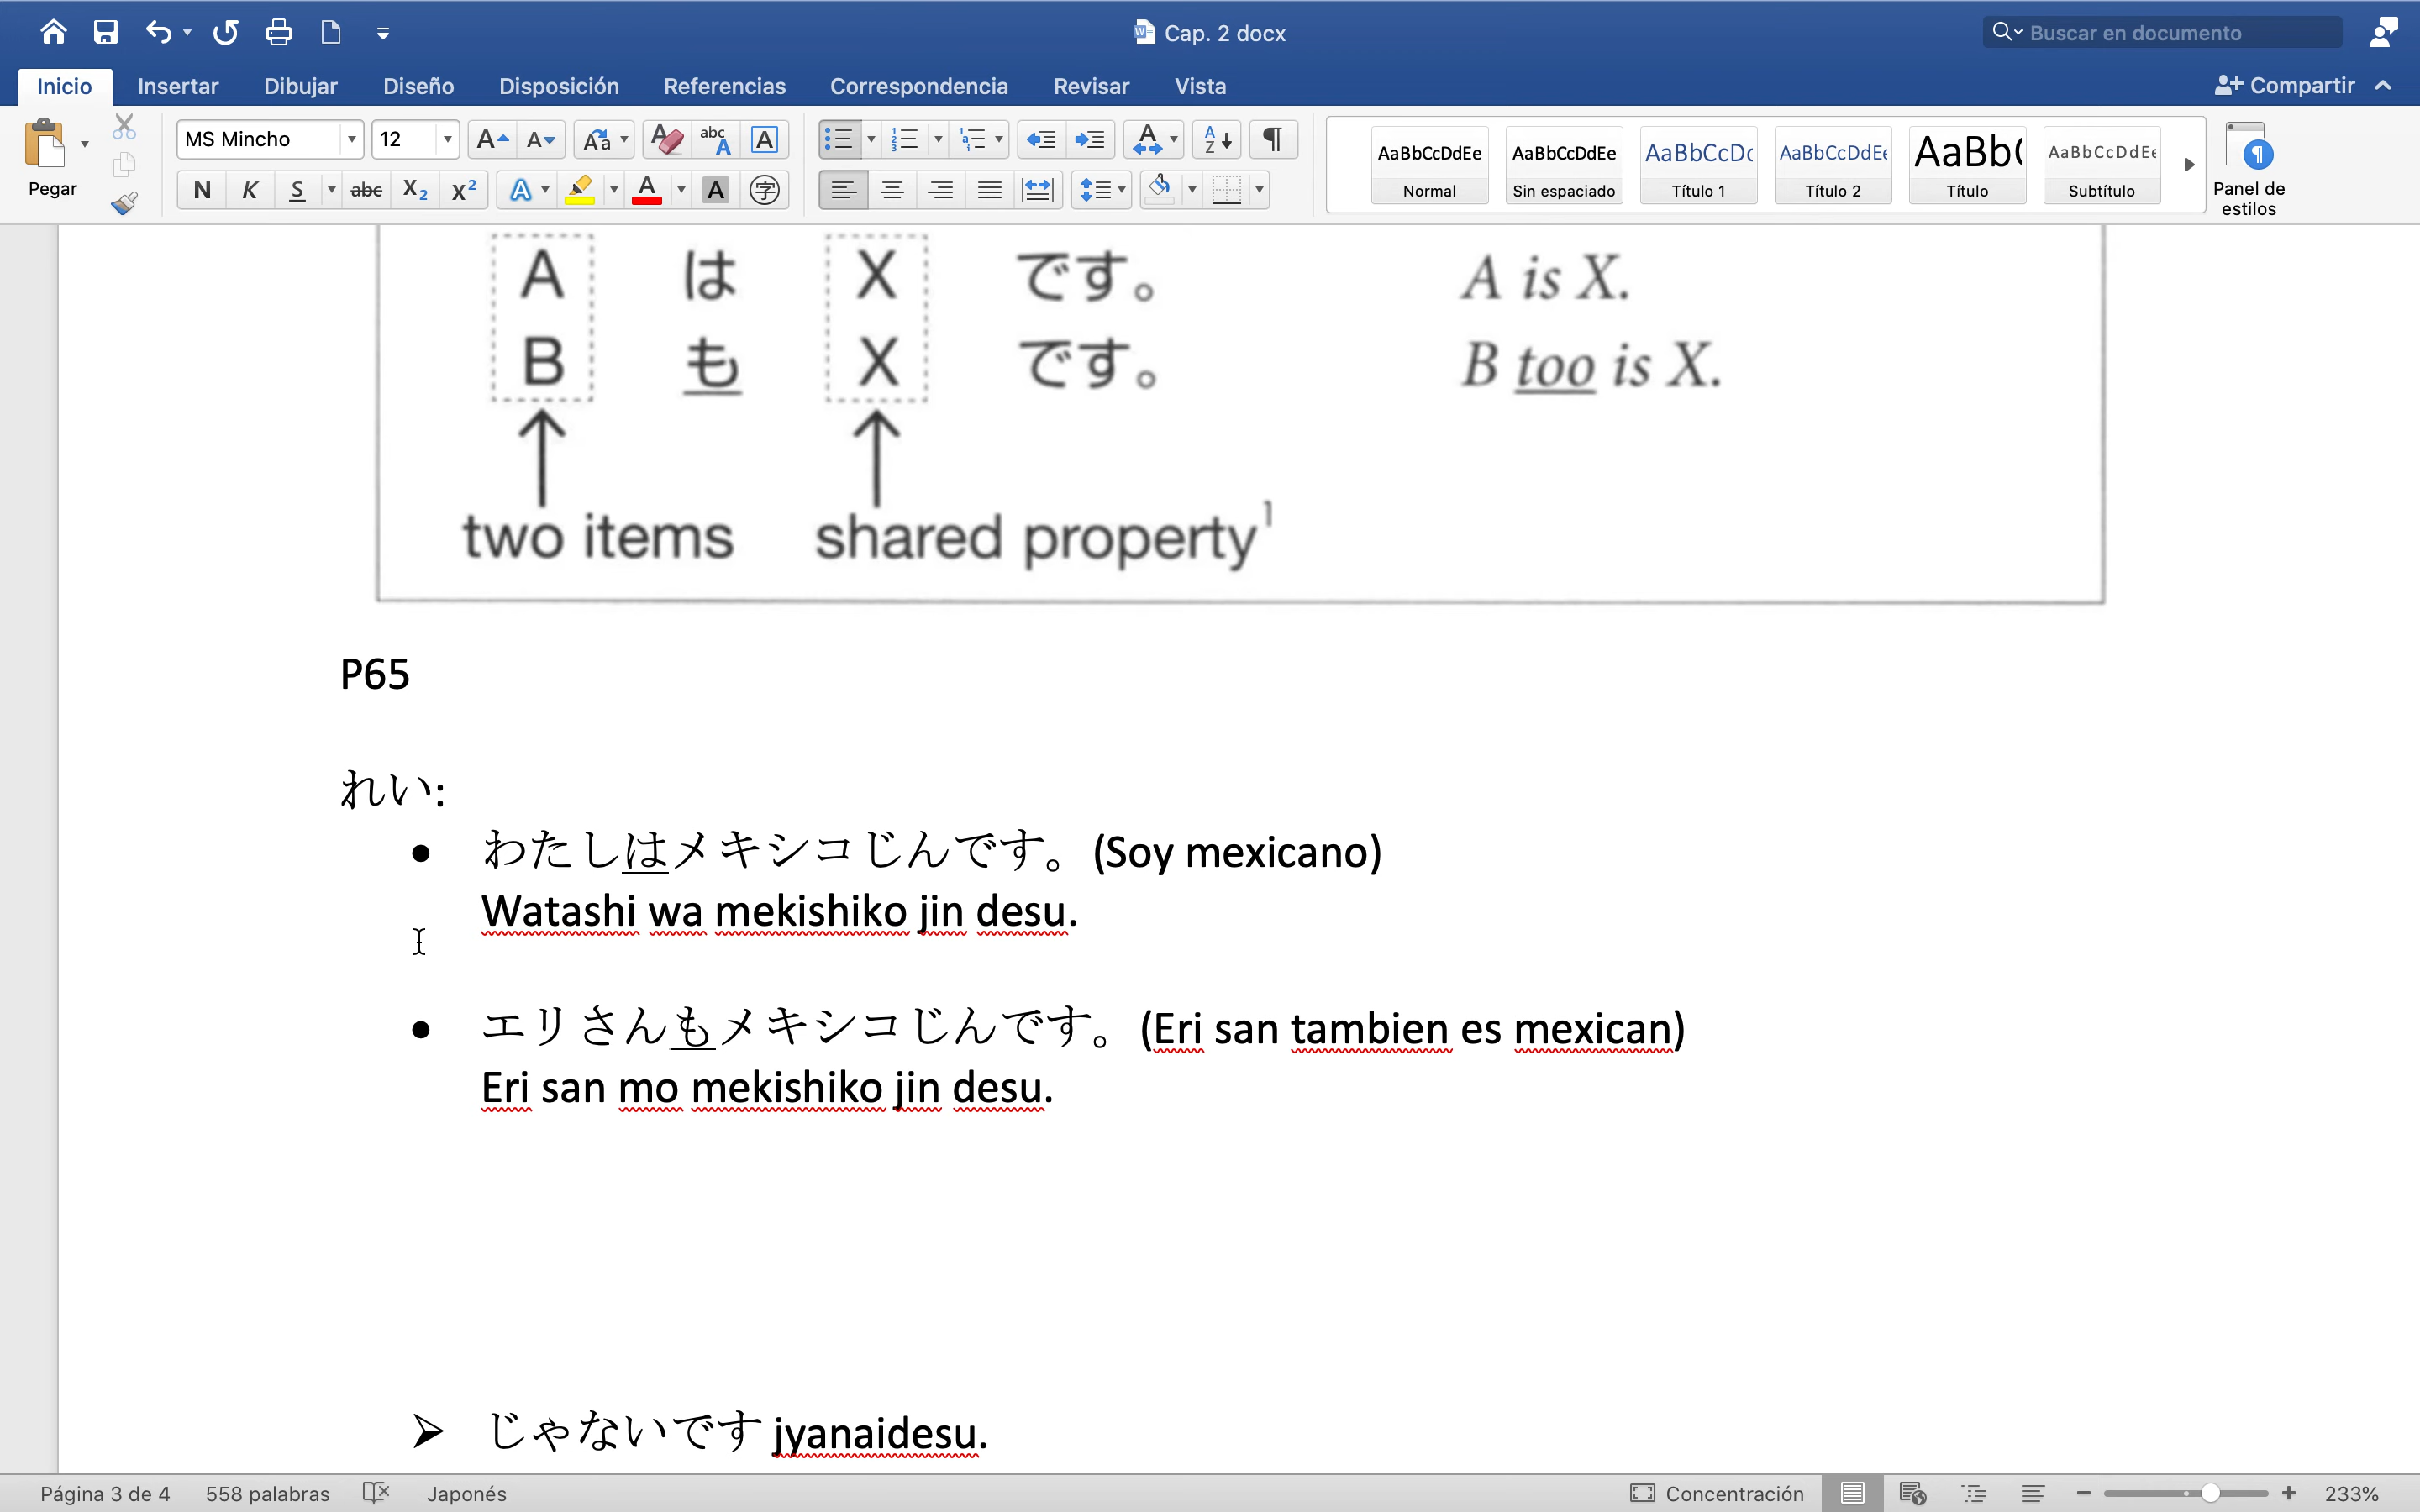 Cap. 2 docx
Buscar en documento
Inicio Insertar Dibujar Diseño Disposición Referencias Correspondencia Revisar Vista Compartir
Pegar
MS Mincho 12
N K S abc X₂ X²
AaBbCcDdEe Normal
AaBbCcDdEe Sin espaciado
AaBbCcDc Título 1
AaBbCcDdEe Título 2
AaBb( Título
AaBbCcDdEe Subtítulo
Panel de estilos
A は X です。 A is X.
B も X です。 B too is X.
two items shared property¹
P65
れい:
● わたしはメキシコじんです。(Soy mexicano)
Watashi wa mekishiko jin desu.
● エリさんもメキシコじんです。(Eri san tambien es mexican)
Eri san mo mekishiko jin desu.
➢ じゃないです jyanaidesu.
Página 3 de 4 558 palabras Japonés Concentración 233%